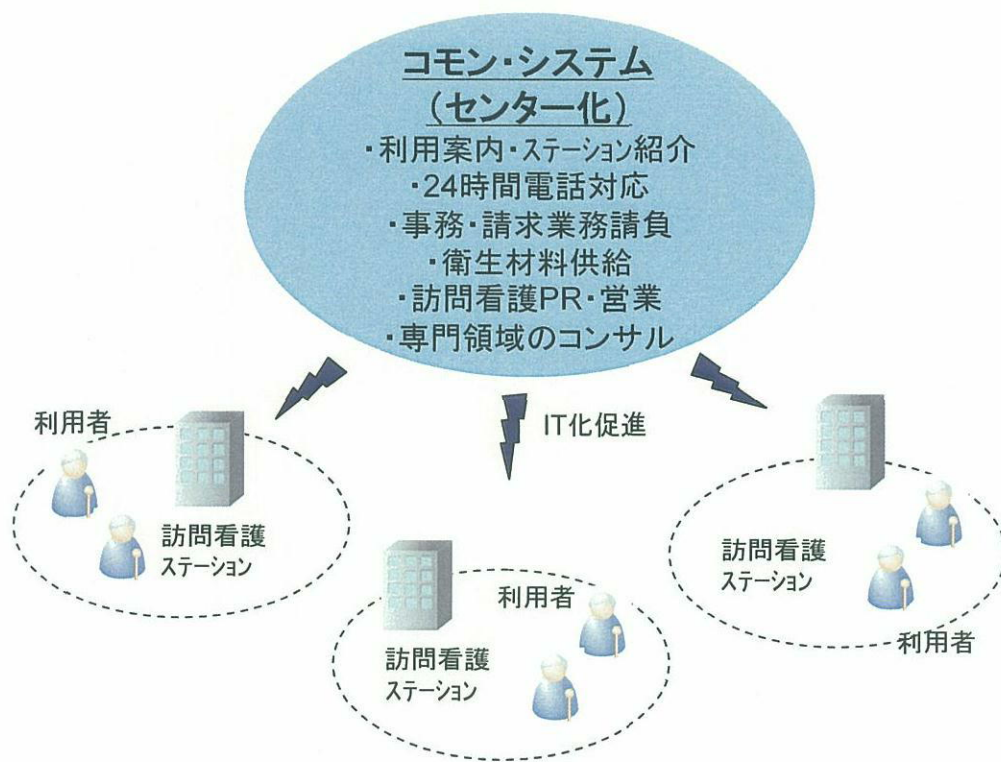 コモン・システム
(センター化)
・利用案内・ステーション紹介
・24時間電話対応
・事務・請求業務請負
・衛生材料供給
・訪問看護PR・営業
・専門領域のコンサル
IT化促進
利用者
訪問看護
ステーション
利用者
訪問看護
ステーション
訪問看護
ステーション
利用者